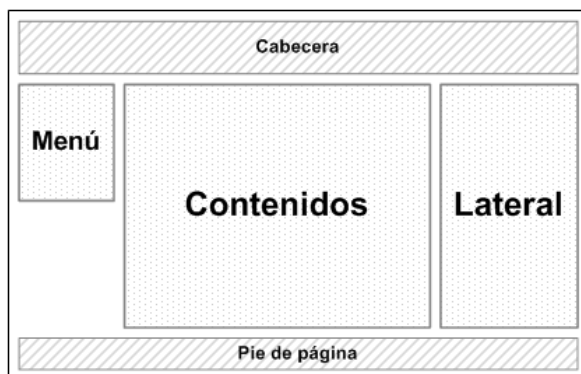 Cabecera
Menú
Contenidos
Lateral
Pie de página